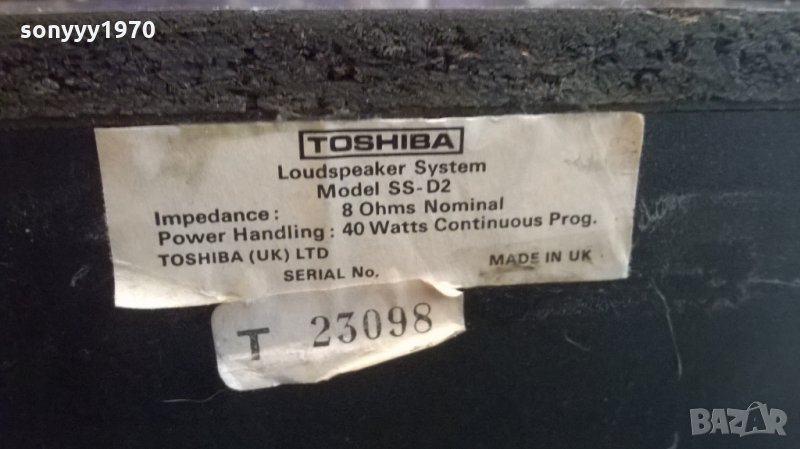 sonyyy1970
TOSHIBA
Loudspeaker System
Model SS-D2
Impedance: 8 Ohms Nominal
Power Handling: 40 Watts Continuous Prog.
TOSHIBA (UK) LTD MADE IN UK
SERIAL No.
T 23098
BAZAR